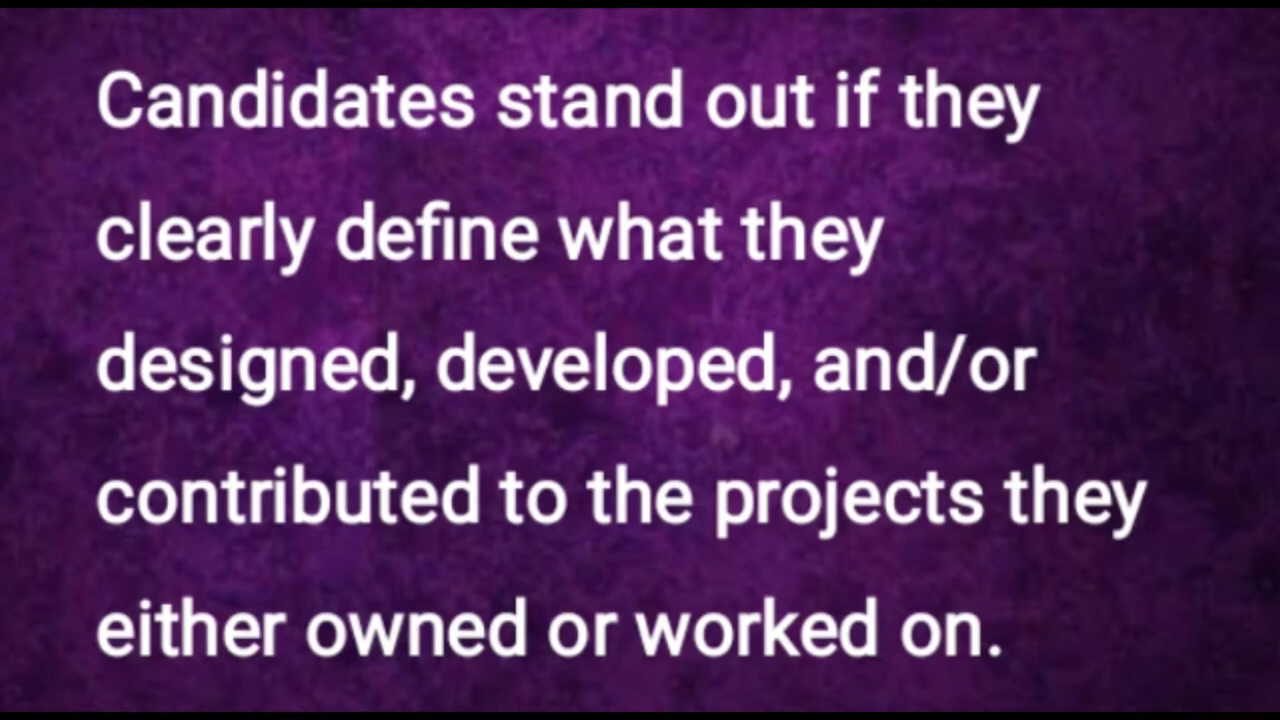 Candidates stand out if they
clearly define what they
designed, developed, and/or
contributed to the projects they
either owned or worked on.